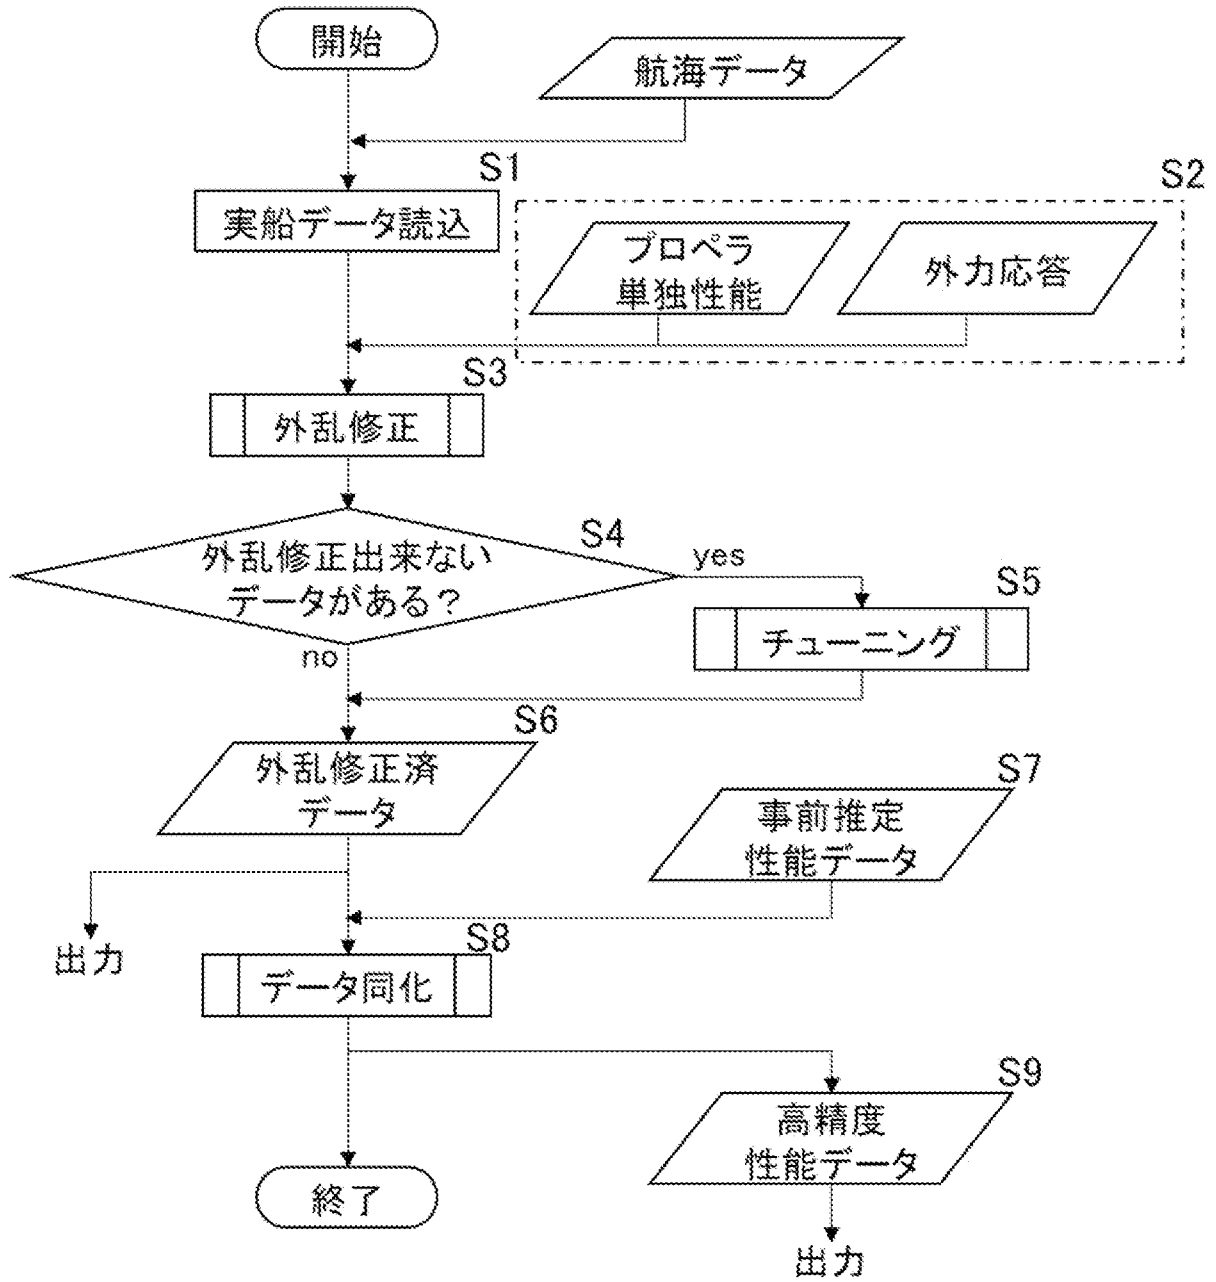 開始
航海データ
S1
実船データ読込
S2
プロペラ
単独性能
外力応答
S3
外乱修正
S4
外乱修正出来ない
データがある？
yes
no
S5
チューニング
S6
外乱修正済
データ
S7
事前推定
性能データ
出力
S8
データ同化
S9
高精度
性能データ
終了
出力